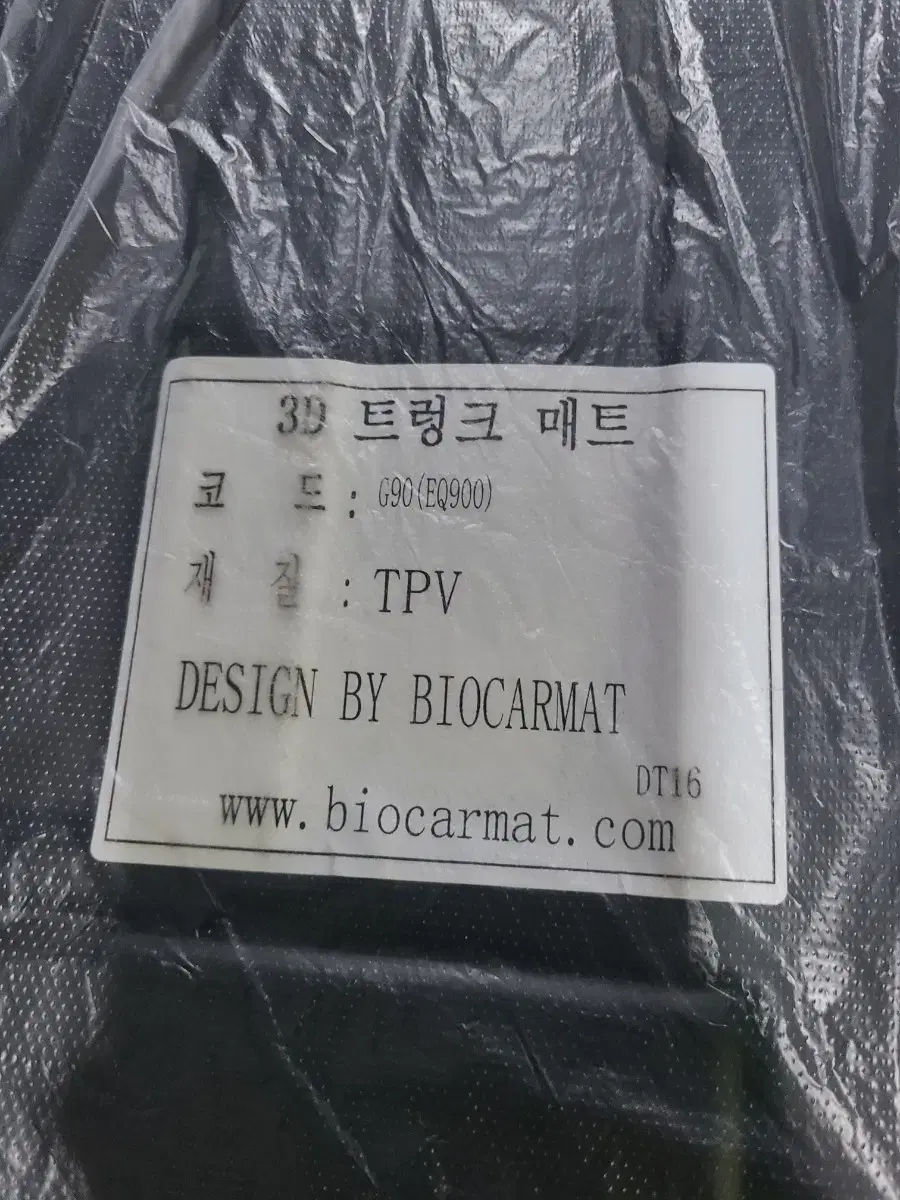 3D 트렁크 매트
코 드 : G90(EQ900)
재 질 : TPV
DESIGN BY BIOCARMAT
DT16
www.biocarmat.com